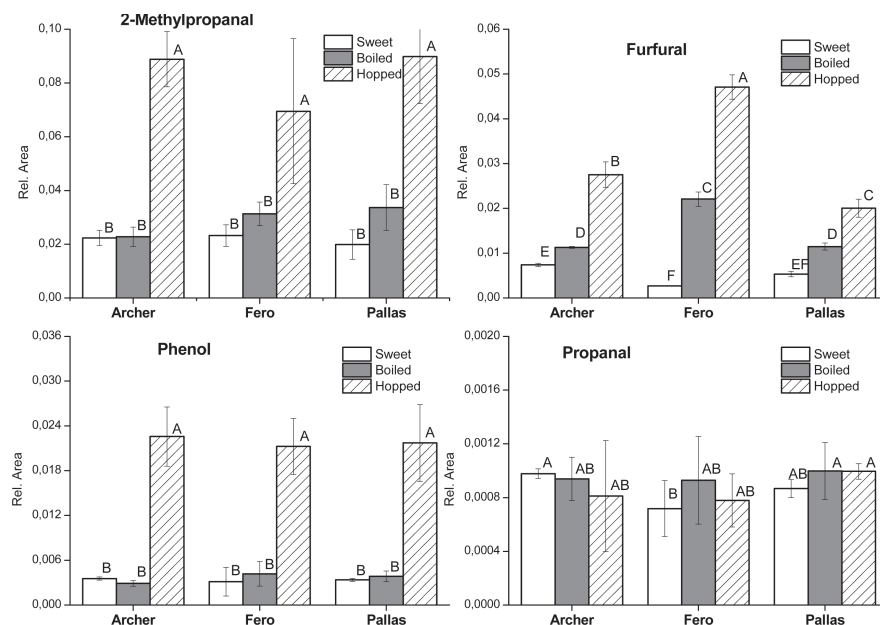 2-Methylpropanal
Rel. Area
0,10
0,08
0,06
0,04
0,02
0,00
Sweet
Boiled
Hopped
B
B
A
B
B
A
B
B
A
Archer
Fero
Pallas
Furfural
Rel. Area
0,06
0,05
0,04
0,03
0,02
0,01
0,00
Sweet
Boiled
Hopped
E
D
B
F
C
A
EF
D
C
Archer
Fero
Pallas
Phenol
Rel. Area
0,036
0,030
0,024
0,018
0,012
0,006
0,000
Sweet
Boiled
Hopped
B
B
A
B
B
A
B
B
A
Archer
Fero
Pallas
Propanal
Rel. Area
0,0020
0,0016
0,0012
0,0008
0,0004
0,0000
Sweet
Boiled
Hopped
A
AB
AB
B
AB
AB
AB
A
A
Archer
Fero
Pallas